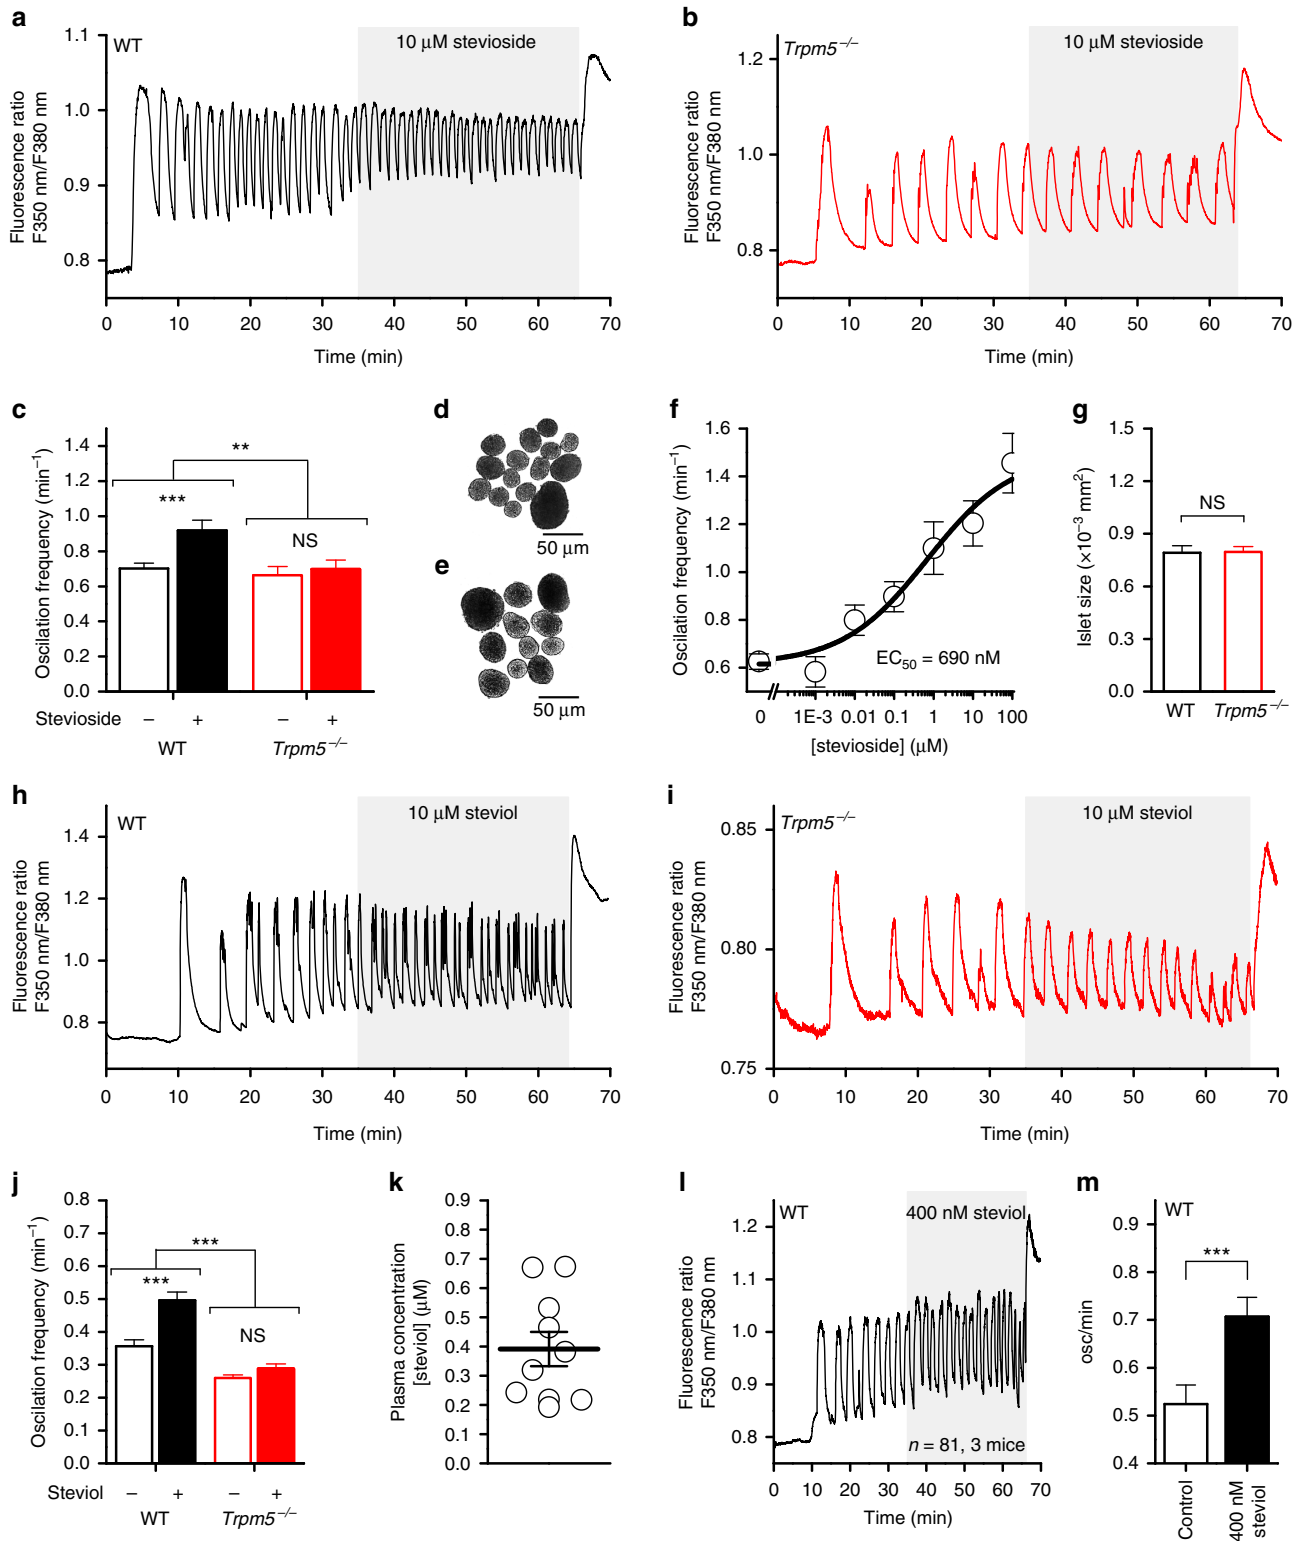 a
WT
10 µM stevioside
Fluorescence ratio
F350 nm/F380 nm
1.1
1.0
0.9
0.8
0 10 20 30 40 50 60 70
Time (min)
b
Trpm5−/−
10 µM stevioside
Fluorescence ratio
F350 nm/F380 nm
1.2
1.0
0.8
0 10 20 30 40 50 60 70
Time (min)
c
Oscilation frequency (min−1)
1.4
1.2
1.0
0.8
0.6
0.4
0.2
0.0
**
***
NS
Stevioside − + − +
WT Trpm5−/−
d
50 µm
e
50 µm
f
Oscilation frequency (min−1)
1.6
1.4
1.2
1.0
0.8
0.6
EC50 = 690 nM
0 1E-3 0.01 0.1 1 10 100
[stevioside] (µM)
g
Islet size (×10−3 mm2)
1.5
1.2
0.9
0.6
0.3
0.0
NS
WT Trpm5−/−
h
WT
10 µM steviol
Fluorescence ratio
F350 nm/F380 nm
1.4
1.2
1.0
0.8
0 10 20 30 40 50 60 70
Time (min)
i
Trpm5−/−
10 µM steviol
Fluorescence ratio
F350 nm/F380 nm
0.85
0.80
0.75
0 10 20 30 40 50 60 70
Time (min)
j
Oscilation frequency (min−1)
0.8
0.7
0.6
0.5
0.4
0.3
0.2
0.1
0.0
***
***
NS
Steviol − + − +
WT Trpm5−/−
k
Plasma concentration
[steviol] (µM)
0.9
0.8
0.7
0.6
0.5
0.4
0.3
0.2
0.1
0.0
l
WT
400 nM steviol
Fluorescence ratio
F350 nm/F380 nm
1.2
1.1
1.0
0.9
0.8
n = 81, 3 mice
0 10 20 30 40 50 60 70
Time (min)
m
WT
osc/min
0.9
0.8
0.7
0.6
0.5
0.4
***
Control
400 nM
steviol